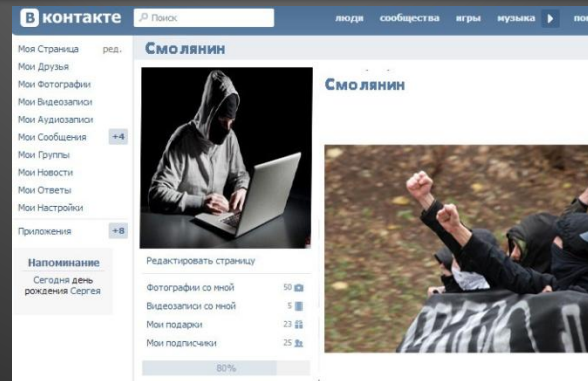 В контакте
Поиск
люди сообщества игры музыка
Моя Страница ред.
Мои Друзья
Мои Фотографии
Мои Видеозаписи
Мои Аудиозаписи
Мои Сообщения +4
Мои Группы
Мои Новости
Мои Ответы
Мои Настройки
Приложения +8
Напоминание
Сегодня день
рождения Сергея
Смолянин
Редактировать страницу
Фотографии со мной 50
Видеозаписи со мной 5
Мои подарки 23
Мои подписчики 25
80%
Смолянин